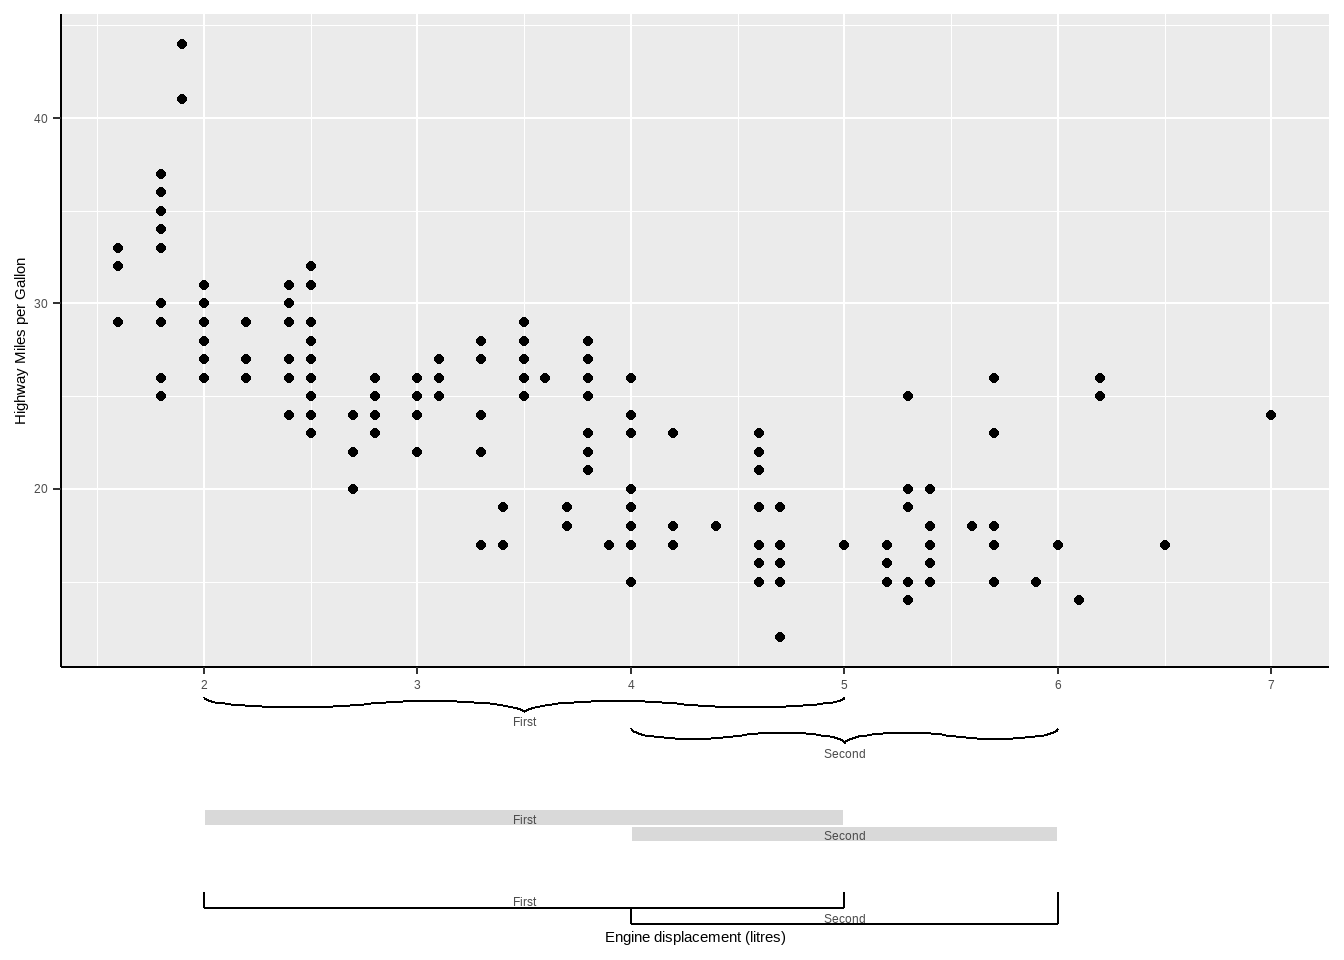 40
30
20
Highway Miles per Gallon
2 3 4 5 6 7
First
Second
First
Second
First
Second
Engine displacement (litres)